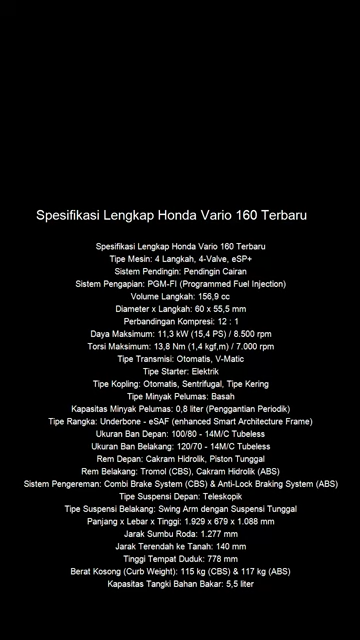 Spesifikasi Lengkap Honda Vario 160 Terbaru
Spesifikasi Lengkap Honda Vario 160 Terbaru
Tipe Mesin: 4 Langkah, 4-Valve, eSP+
Sistem Pendingin: Pendingin Cairan
Sistem Pengapian: PGM-FI (Programmed Fuel Injection)
Volume Langkah: 156,9 cc
Diameter x Langkah: 60 x 55,5 mm
Perbandingan Kompresi: 12 : 1
Daya Maksimum: 11,3 kW (15,4 PS) / 8.500 rpm
Torsi Maksimum: 13,8 Nm (1,4 kgf,m) / 7.000 rpm
Tipe Transmisi: Otomatis, V-Matic
Tipe Starter: Elektrik
Tipe Kopling: Otomatis, Sentrifugal, Tipe Kering
Tipe Minyak Pelumas: Basah
Kapasitas Minyak Pelumas: 0,8 liter (Penggantian Periodik)
Tipe Rangka: Underbone - eSAF (enhanced Smart Architecture Frame)
Ukuran Ban Depan: 100/80 - 14M/C Tubeless
Ukuran Ban Belakang: 120/70 - 14M/C Tubeless
Rem Depan: Cakram Hidrolik, Piston Tunggal
Rem Belakang: Tromol (CBS), Cakram Hidrolik (ABS)
Sistem Pengereman: Combi Brake System (CBS) & Anti-Lock Braking System (ABS)
Tipe Suspensi Depan: Teleskopik
Tipe Suspensi Belakang: Swing Arm dengan Suspensi Tunggal
Panjang x Lebar x Tinggi: 1.929 x 679 x 1.088 mm
Jarak Sumbu Roda: 1.277 mm
Jarak Terendah ke Tanah: 140 mm
Tinggi Tempat Duduk: 778 mm
Berat Kosong (Curb Weight): 115 kg (CBS) & 117 kg (ABS)
Kapasitas Tangki Bahan Bakar: 5,5 liter